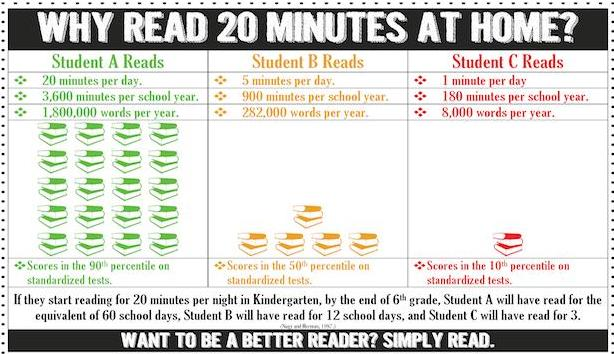 WHY READ 20 MINUTES AT HOME?
Student A Reads
20 minutes per day.
3,600 minutes per school year.
1,800,000 words per year.
Scores in the 90th percentile on
standardized tests.
Student B Reads
5 minutes per day.
900 minutes per school year.
282,000 words per year.
Scores in the 50th percentile on
standardized tests.
Student C Reads
1 minute per day
180 minutes per school year.
8,000 words per year.
Scores in the 10th percentile on
standardized tests.
If they start reading for 20 minutes per night in Kindergarten, by the end of 6th grade, Student A will have read for the
equivalent of 60 school days, Student B will have read for 12 school days, and Student C will have read for 3.
(Nagy and Herman, 1987.)
WANT TO BE A BETTER READER? SIMPLY READ.